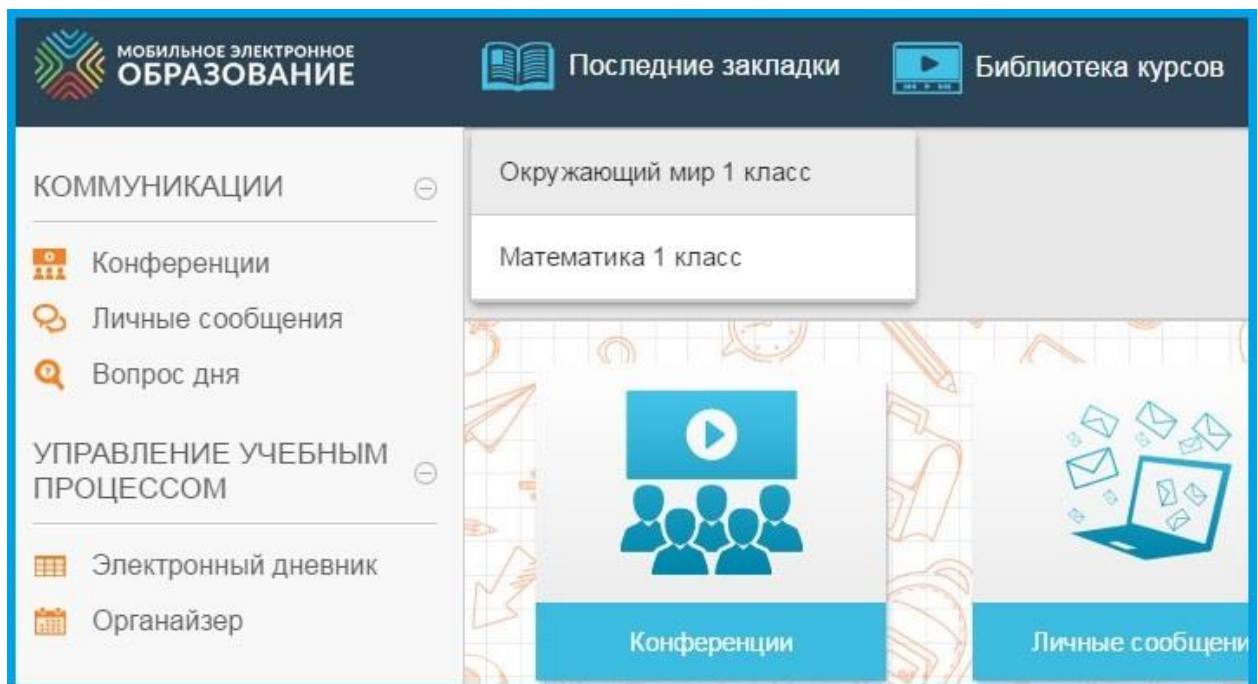 МОБИЛЬНОЕ ЭЛЕКТРОННОЕ
ОБРАЗОВАНИЕ
Последние закладки
Библиотека курсов
КОММУНИКАЦИИ
Конференции
Личные сообщения
Вопрос дня
УПРАВЛЕНИЕ УЧЕБНЫМ
ПРОЦЕССОМ
Электронный дневник
Органайзер
Окружающий мир 1 класс
Математика 1 класс
Конференции
Личные сообщени